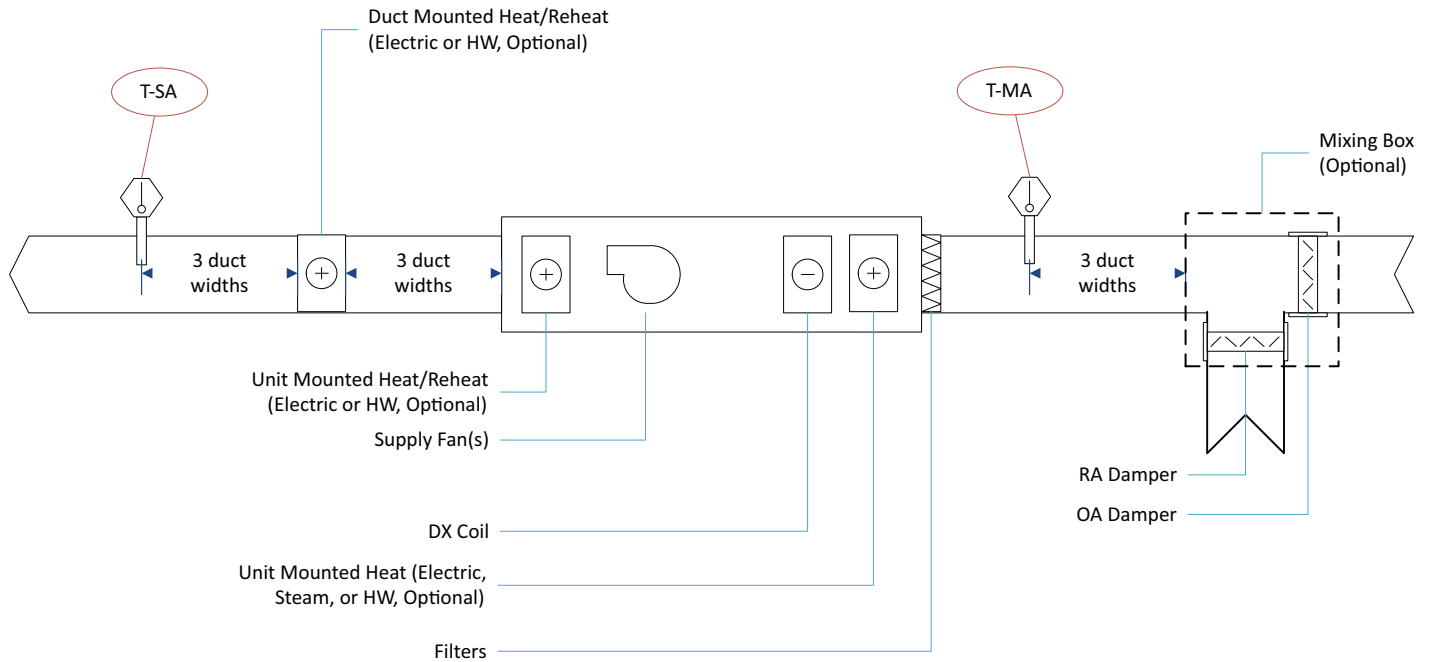 Duct Mounted Heat/Reheat
(Electric or HW, Optional)
T-SA
T-MA
Mixing Box
(Optional)
3 duct
widths
3 duct
widths
3 duct
widths
Unit Mounted Heat/Reheat
(Electric or HW, Optional)
Supply Fan(s)
RA Damper
OA Damper
DX Coil
Unit Mounted Heat (Electric,
Steam, or HW, Optional)
Filters